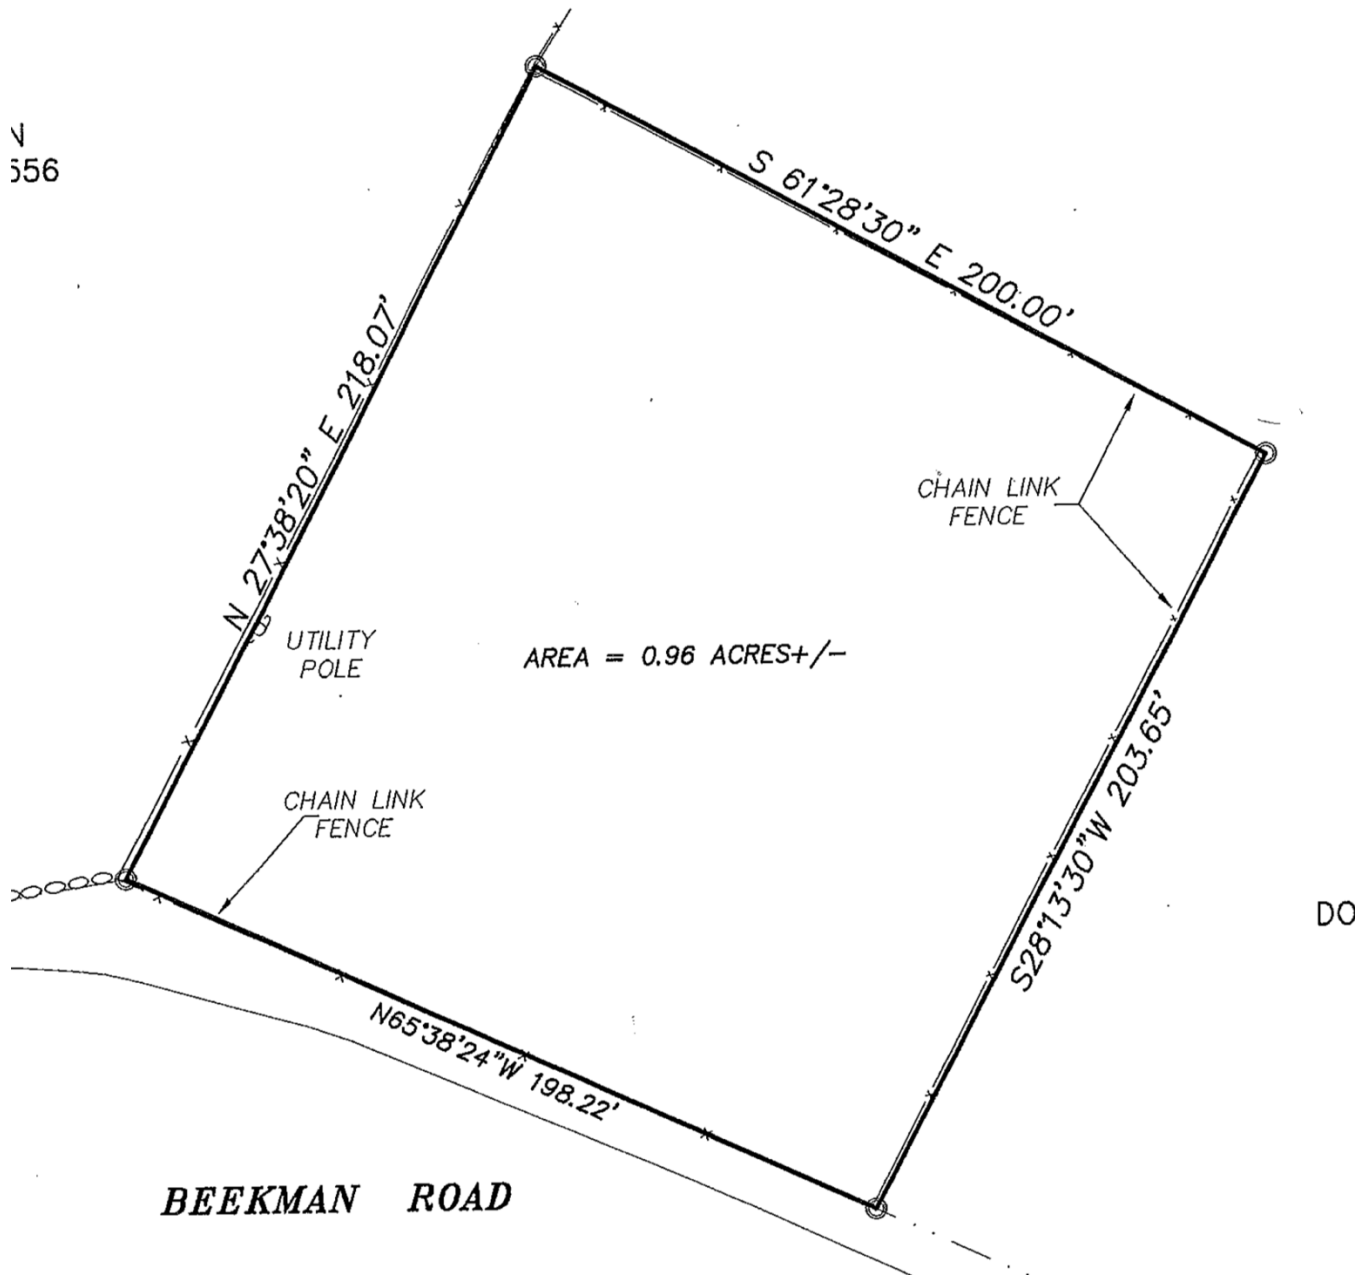 N
556
S 61°28'30" E 200.00'
N 27°38'20" E 218.07'
CHAIN LINK
FENCE
UTILITY
POLE
AREA = 0.96 ACRES+/-
S28°13'30"W 203.65'
CHAIN LINK
FENCE
DO
N65°38'24"W 198.22'
BEEKMAN ROAD